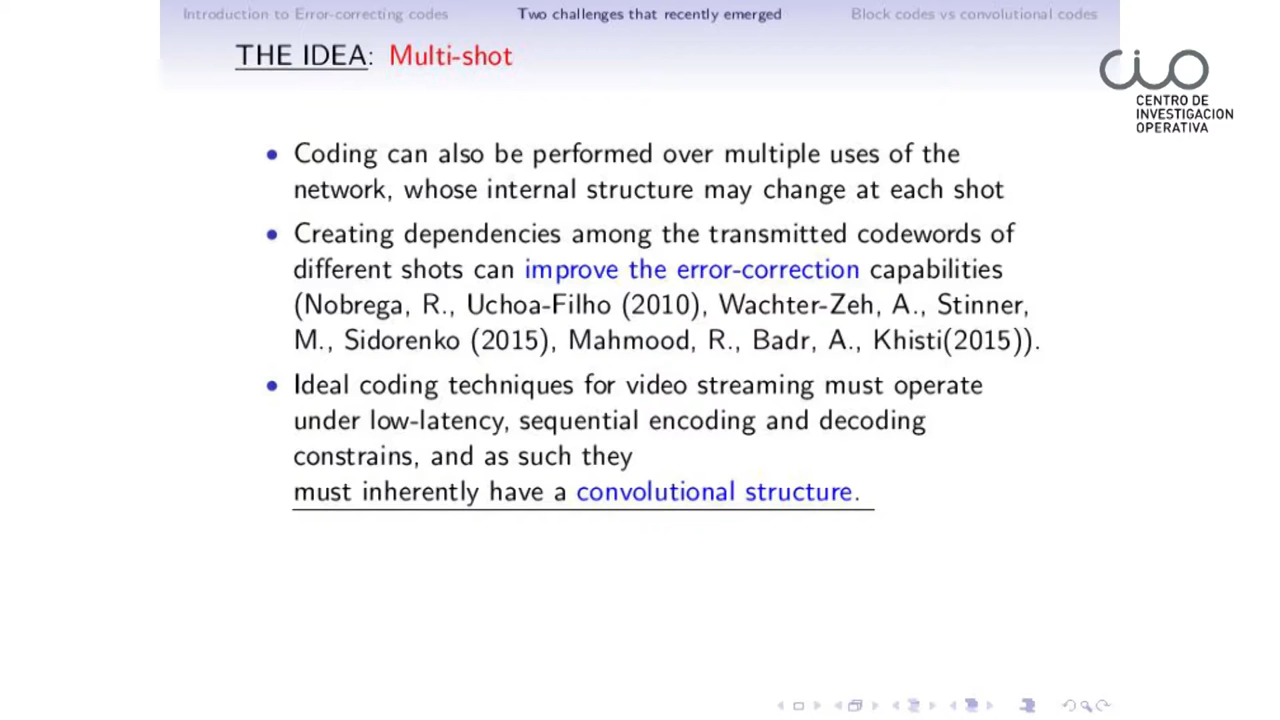 Introduction to Error-correcting codes Two challenges that recently emerged Block codes vs convolutional codes
THE IDEA: Multi-shot
CIO
CENTRO DE
INVESTIGACION
OPERATIVA
• Coding can also be performed over multiple uses of the
network, whose internal structure may change at each shot
• Creating dependencies among the transmitted codewords of
different shots can improve the error-correction capabilities
(Nobrega, R., Uchoa-Filho (2010), Wachter-Zeh, A., Stinner,
M., Sidorenko (2015), Mahmood, R., Badr, A., Khisti(2015)).
• Ideal coding techniques for video streaming must operate
under low-latency, sequential encoding and decoding
constrains, and as such they
must inherently have a convolutional structure.